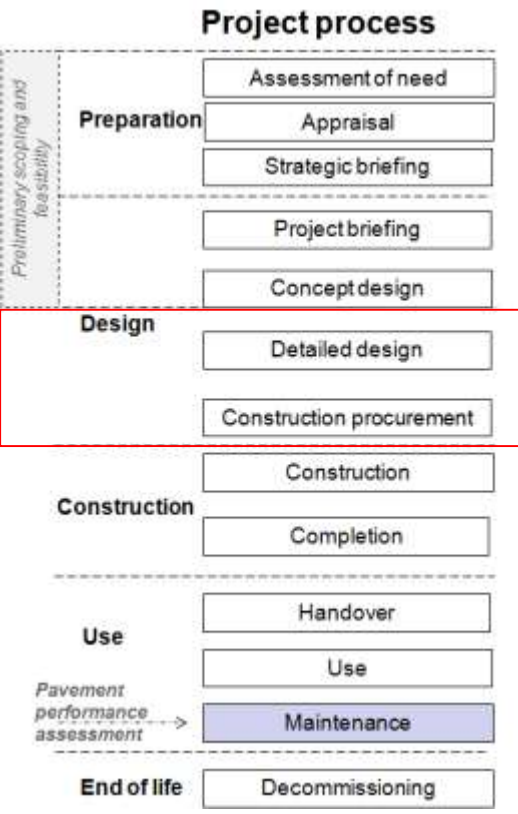 Project process
Preliminary scoping and
feasibility
Preparation
Assessment of need
Appraisal
Strategic briefing
Design
Project briefing
Concept design
Detailed design
Construction procurement
Construction
Construction
Completion
Use
Handover
Use
Pavement
performance
assessment
Maintenance
End of life
Decommissioning